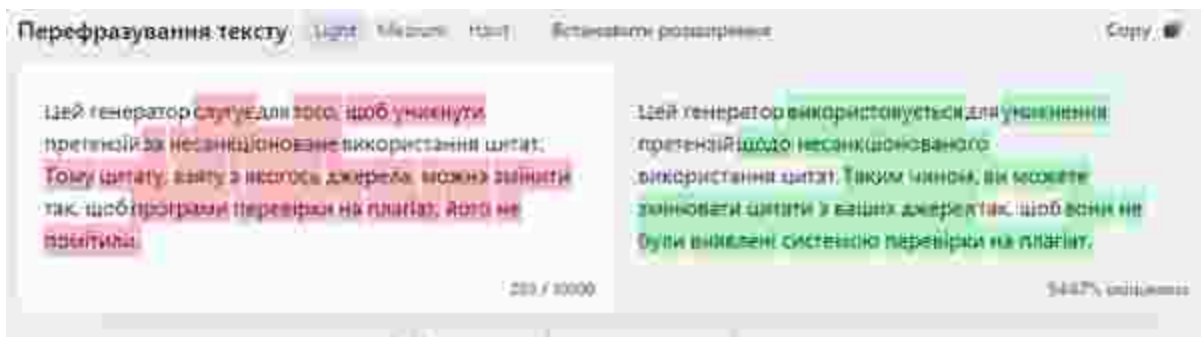 Перефразування тексту Light Medium Hard Встановити розширення Copy
Цей генератор слугує для того, щоб уникнути
претензій за несанкціоноване використання цитат.
Тому цитату, взяту з якогось джерела, можна змінити
так, щоб програми перевірки на плагіат, його не
помітили.
/ 10000
Цей генератор використовується для уникнення
претензій щодо несанкціонованого
використання цитат. Таким чином, ви можете
змінювати цитати з ваших джерел так, щоб вони не
були виявлені системою перевірки на плагіат.